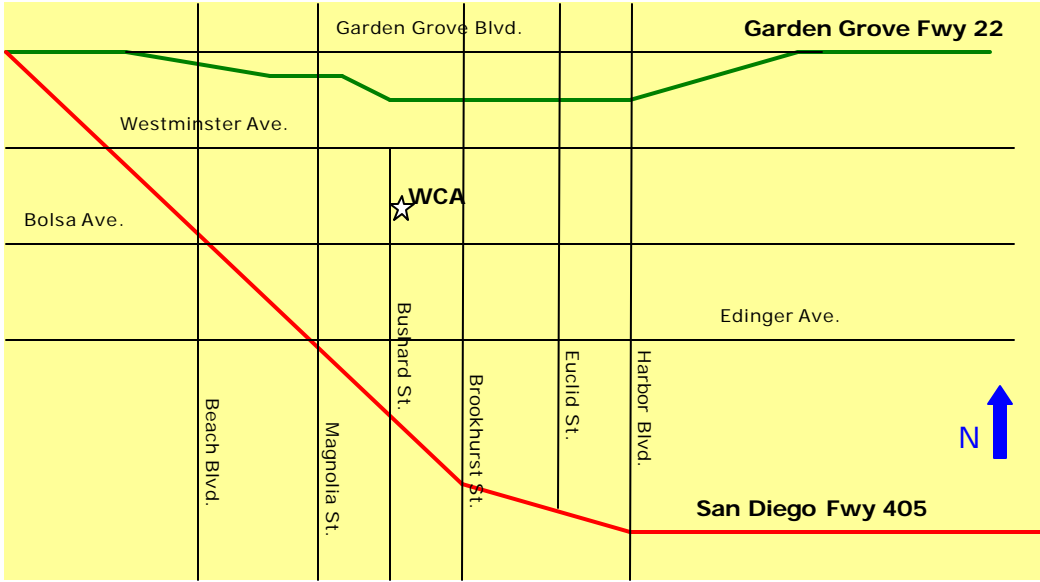 Garden Grove Blvd.
Garden Grove Fwy 22
Westminster Ave.
WCA
Bolsa Ave.
Edinger Ave.
Bushard St.
Brookhurst St.
Euclid St.
Harbor Blvd.
Beach Blvd.
Magnolia St.
N
San Diego Fwy 405